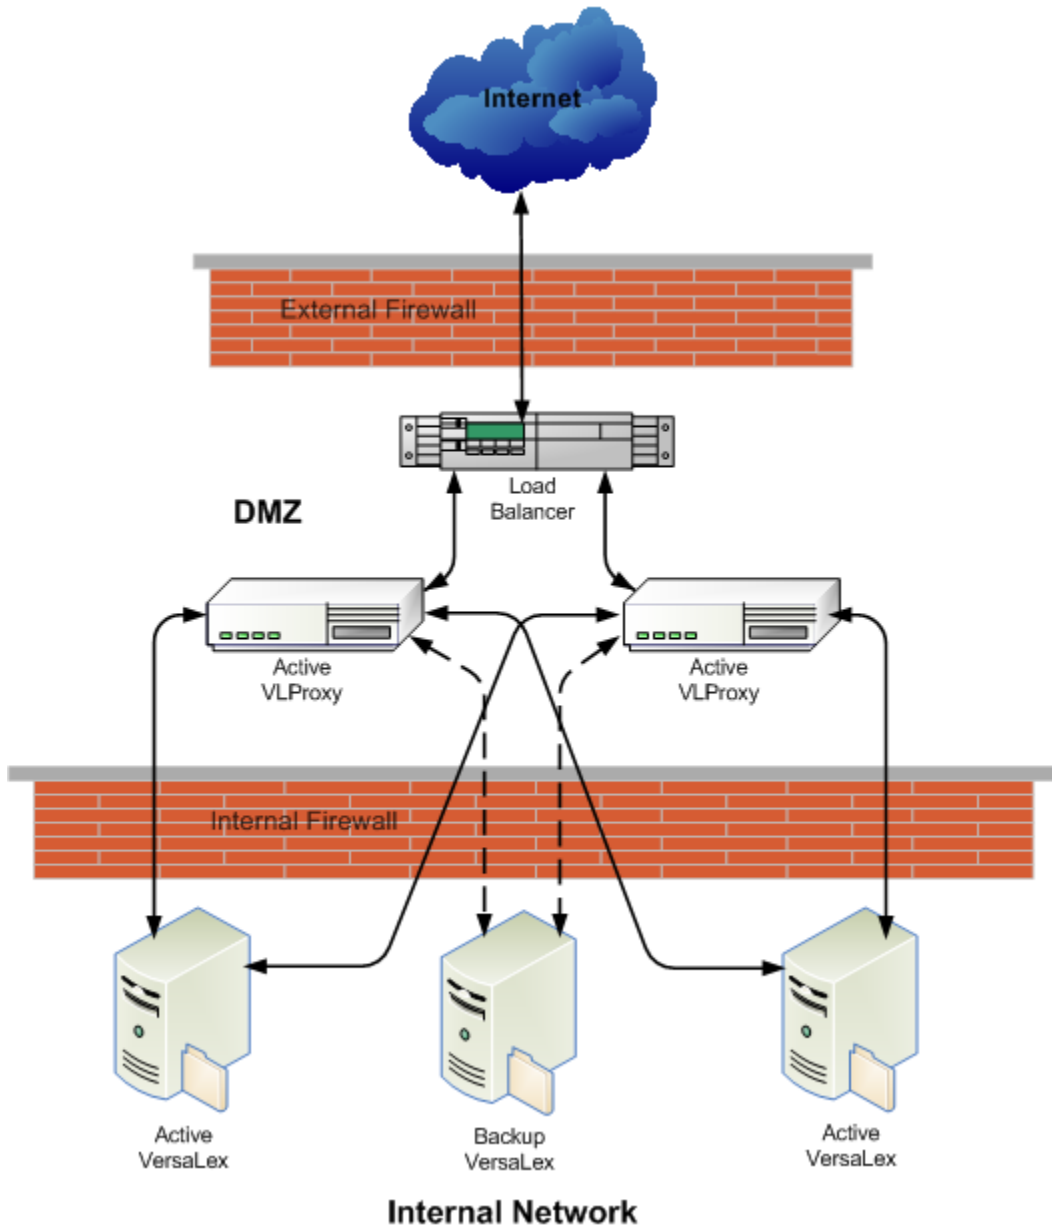 Internet
External Firewall
Load
Balancer
DMZ
Active
VLProxy
Active
VLProxy
Internal Firewall
Active
VersaLex
Backup
VersaLex
Active
VersaLex
Internal Network